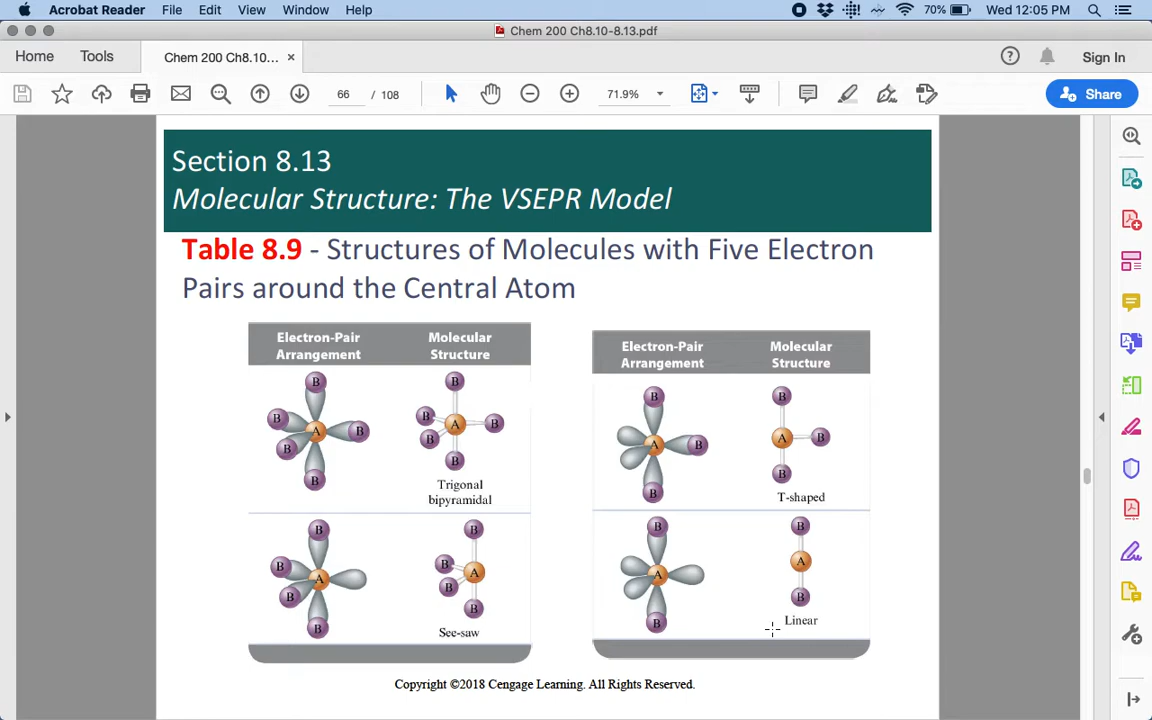 Acrobat Reader File Edit View Window Help 70% Wed 12:05 PM
Chem 200 Ch8.10-8.13.pdf
Home Tools Chem 200 Ch8.10... × Sign In
66 / 108 71.9% Share
Section 8.13
Molecular Structure: The VSEPR Model
Table 8.9 - Structures of Molecules with Five Electron
Pairs around the Central Atom
Electron-Pair Molecular
Arrangement Structure
B B
B B
A B A B
B B
B B
Trigonal
bipyramidal
B B
B B
A A
B B
B B
See-saw
Electron-Pair Molecular
Arrangement Structure
B B
A B A B
B B
T-shaped
B B
A A
B B
Linear
Copyright ©2018 Cengage Learning. All Rights Reserved.